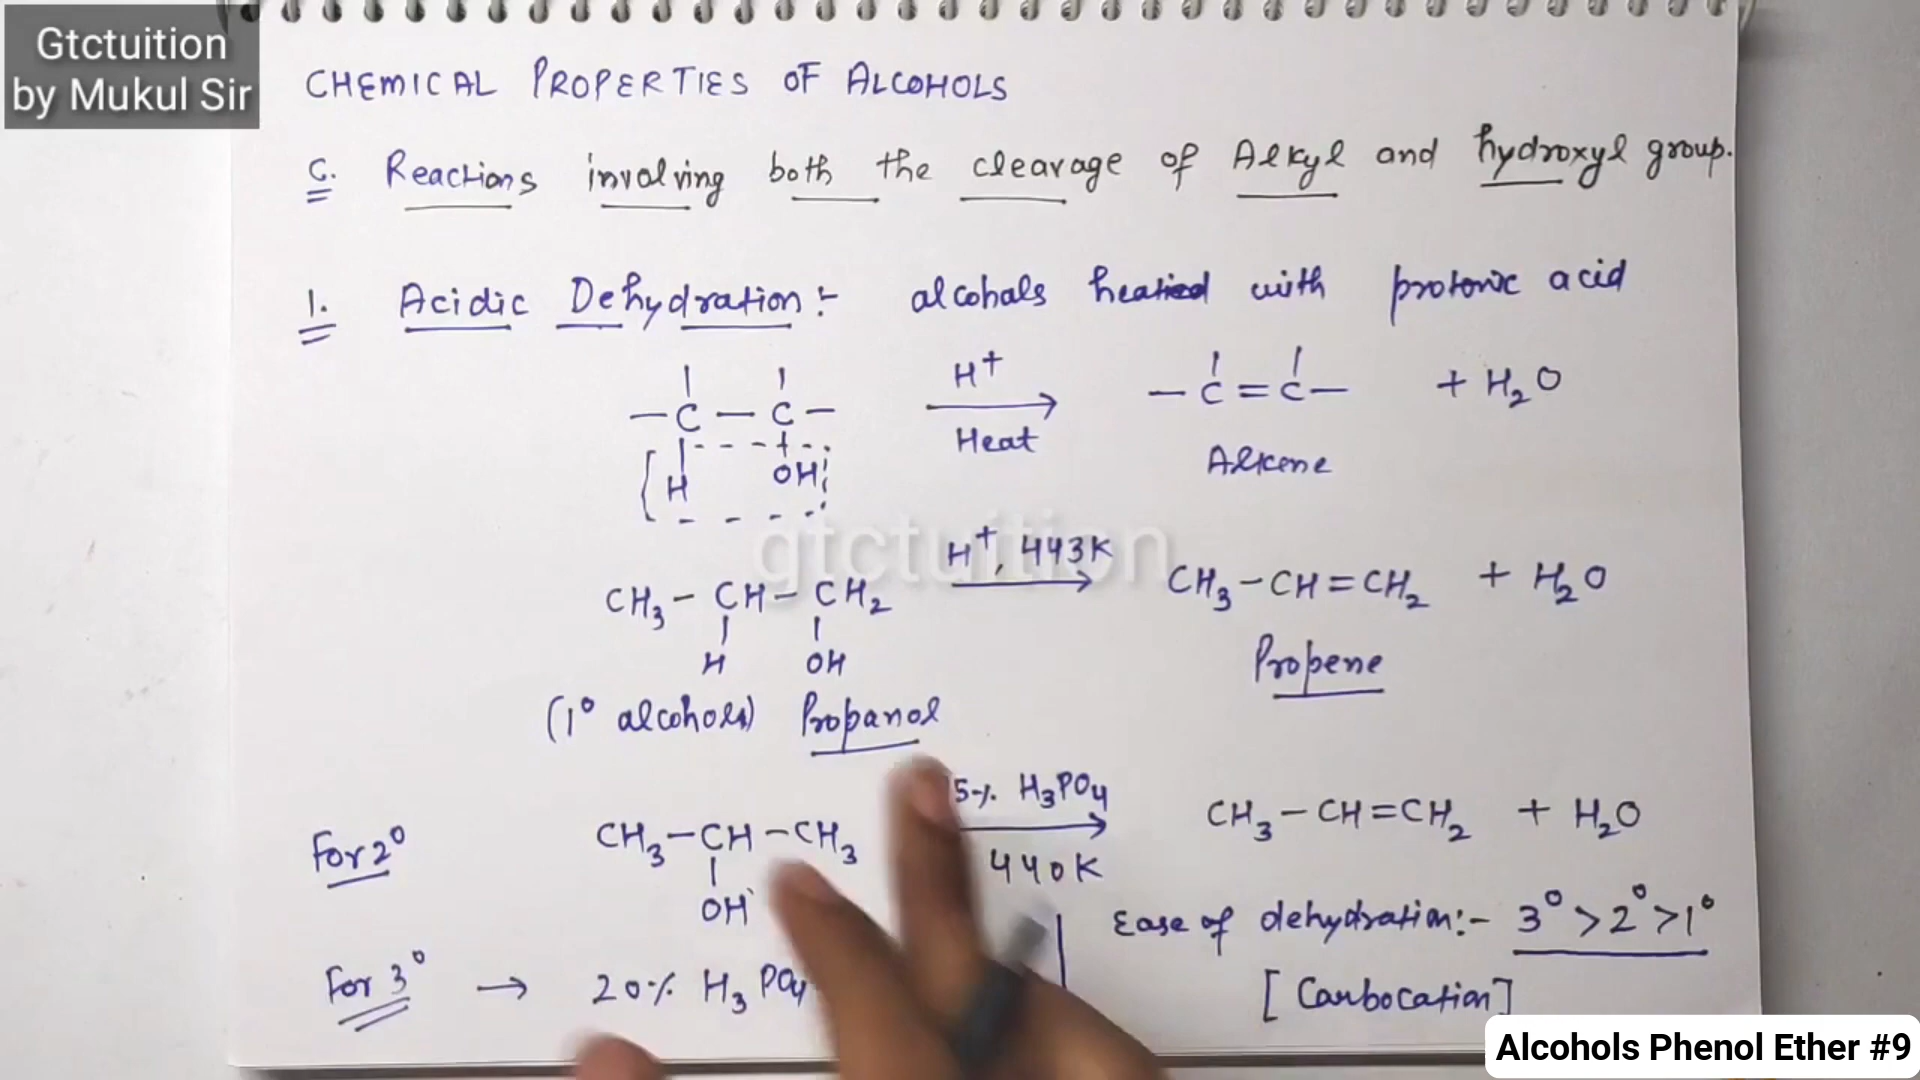 Gtctuition
by Mukul Sir
CHEMICAL PROPERTIES OF ALCOHOLS
C. Reactions involving both the cleavage of Alkyl and hydroxyl group.
1. Acidic Dehydration:- alcohols heated with protonic acid
-C-C- H+ -C=C- + H2O
Heat
H OH Alkene
gtctuition
CH3-CH-CH2 H+, 443K CH3-CH=CH2 + H2O
H OH
Propene
(1° alcohols) Propanol
For 2° CH3-CH-CH3 5% H3PO4 CH3-CH=CH2 + H2O
440K
OH
Ease of dehydration:- 3°>2°>1°
For 3° → 20% H3PO4 [Carbocation]
Alcohols Phenol Ether #9